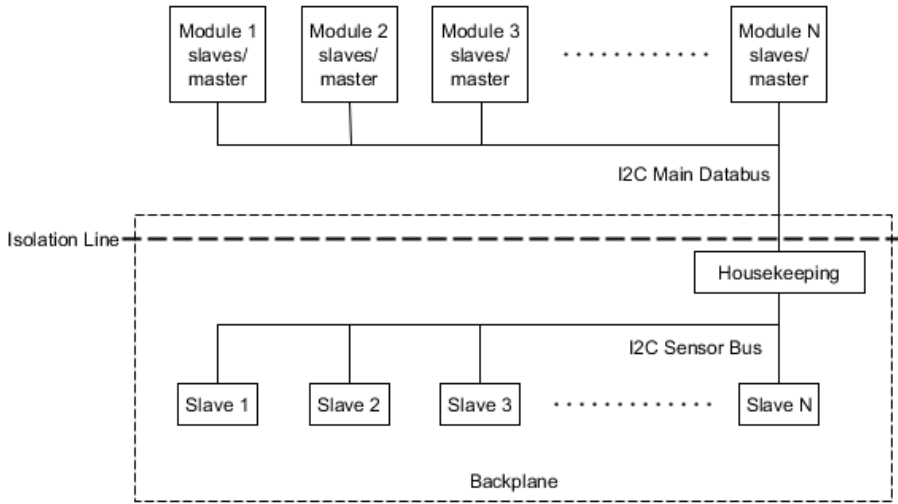 Module 1
slaves/
master
Module 2
slaves/
master
Module 3
slaves/
master
Module N
slaves/
master
I2C Main Databus
Isolation Line
Housekeeping
I2C Sensor Bus
Slave 1
Slave 2
Slave 3
Slave N
Backplane